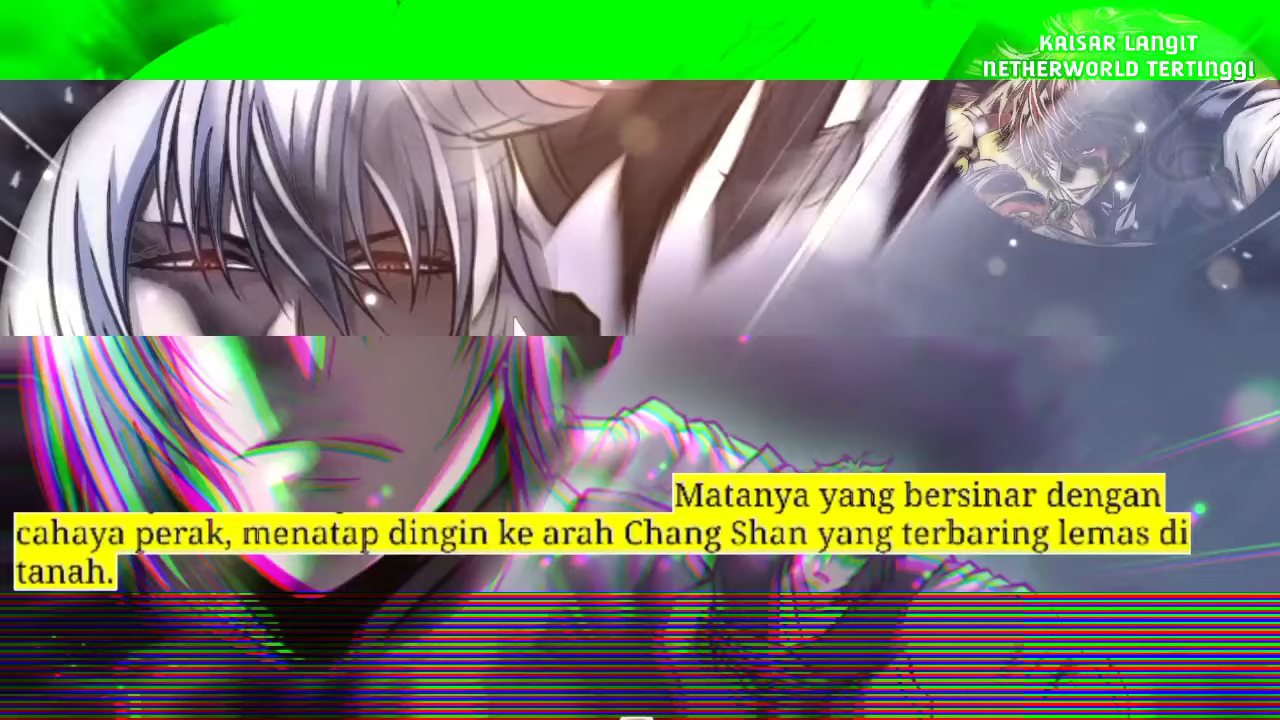 KAISAR LANGIT
NETHERWORLD TERTINGGI
Matanya yang bersinar dengan
cahaya perak, menatap dingin ke arah Chang Shan yang terbaring lemas di
tanah.